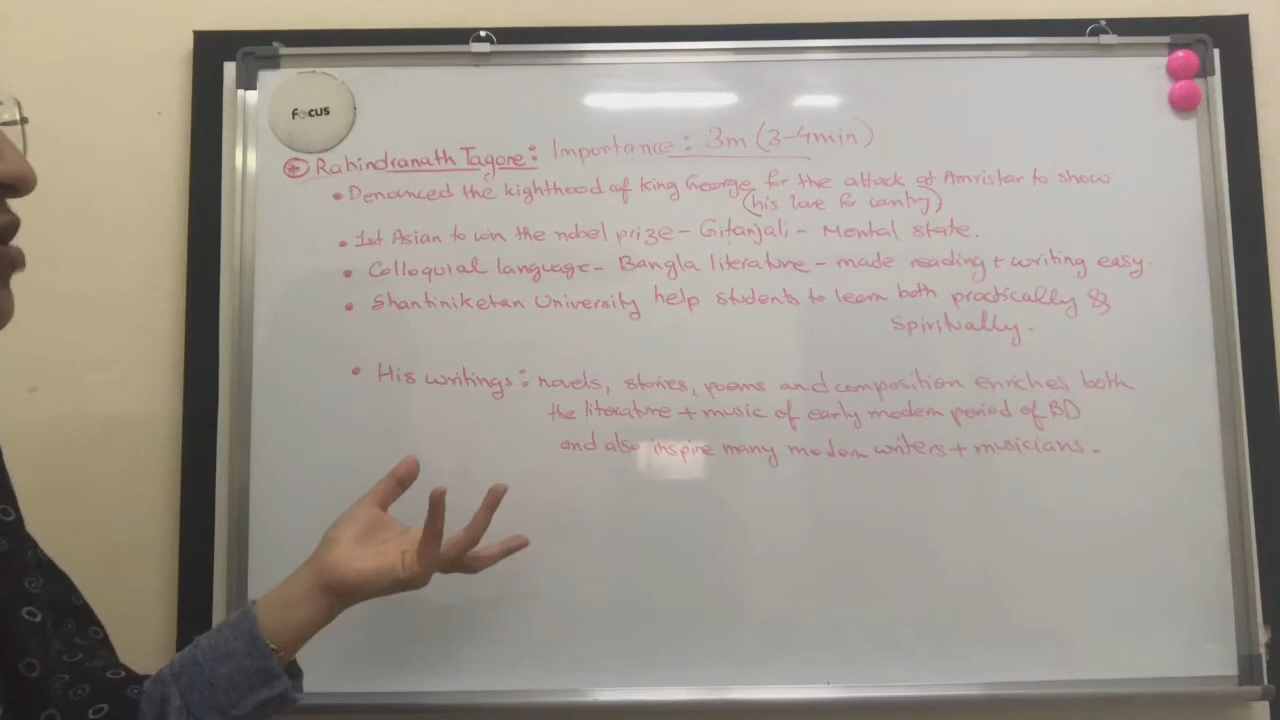 Focus
Rabindranath Tagore: Importance: 3m (3-4min)
• Denounced the kighthood of king George for the attack at Amristar to show
(his love for contry)
• 1st Asian to win the nobel prize - Gitanjali - Mental state.
• Colloquial language - Bangla literature - made reading + writing easy.
• Shantiniketan University help students to learn both practically &
Spiritually.
• His writings: novels, stories, poems and composition enriches both
the literature + music of early modern period of BD
and also inspire many modern writers + musicians.